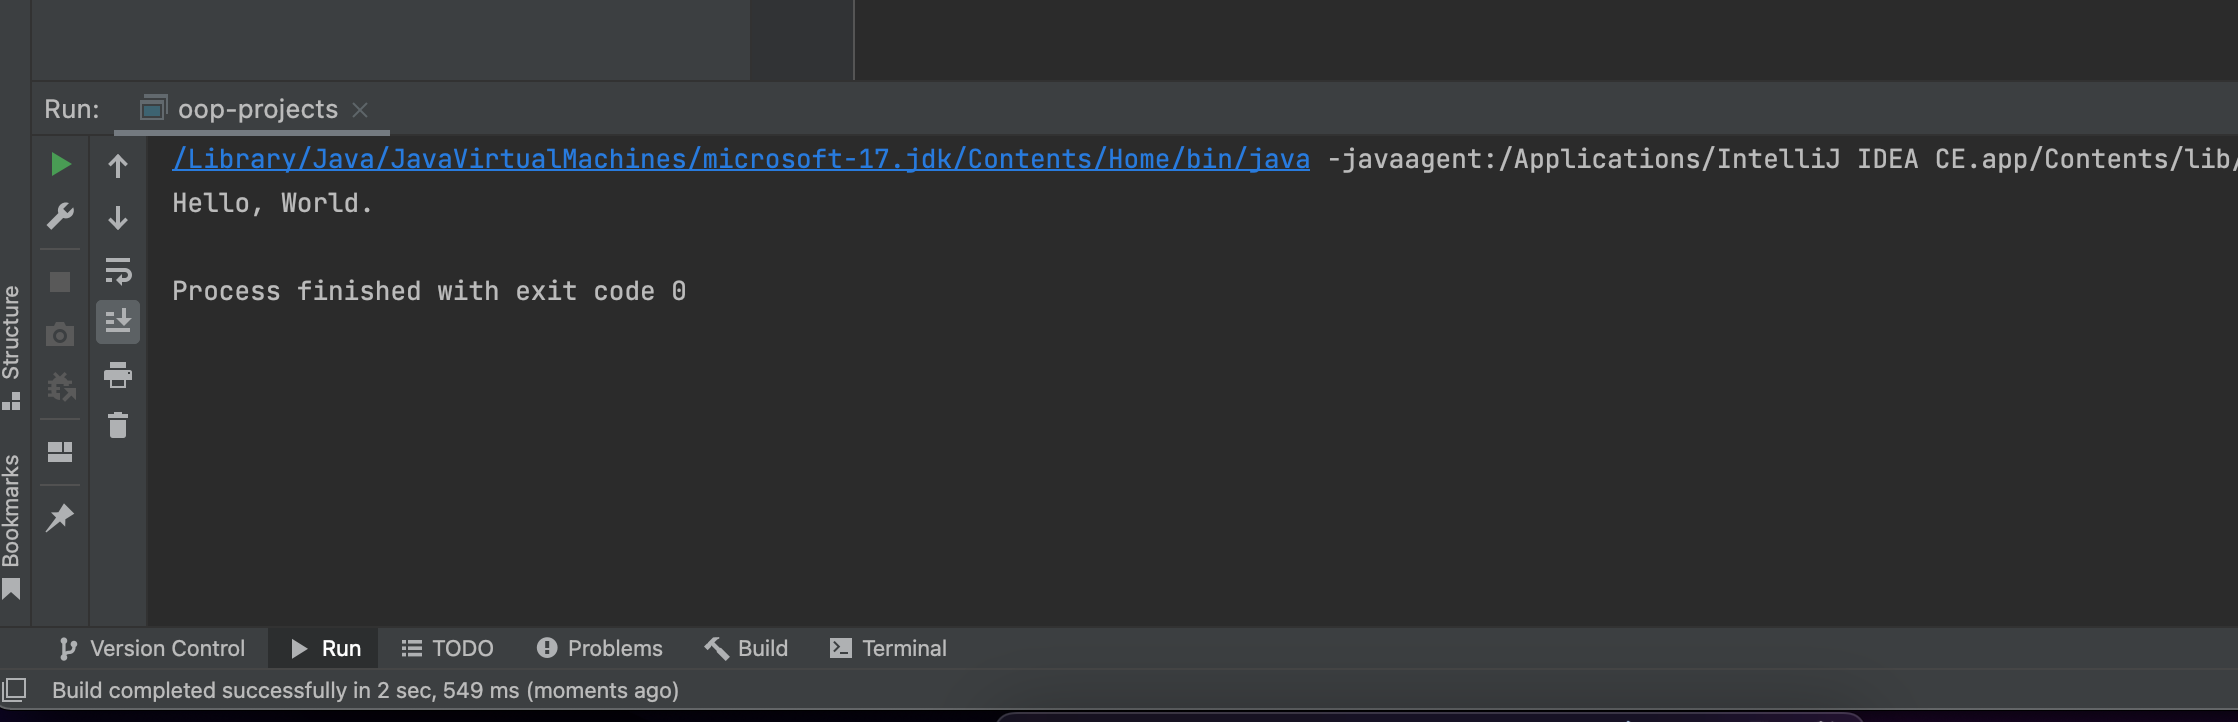 Run:
oop-projects
/Library/Java/JavaVirtualMachines/microsoft-17.jdk/Contents/Home/bin/java -javaagent:/Applications/IntelliJ IDEA CE.app/Contents/lib/
Hello, World.
Process finished with exit code 0
Structure
Bookmarks
Version Control
Run
TODO
Problems
Build
Terminal
Build completed successfully in 2 sec, 549 ms (moments ago)